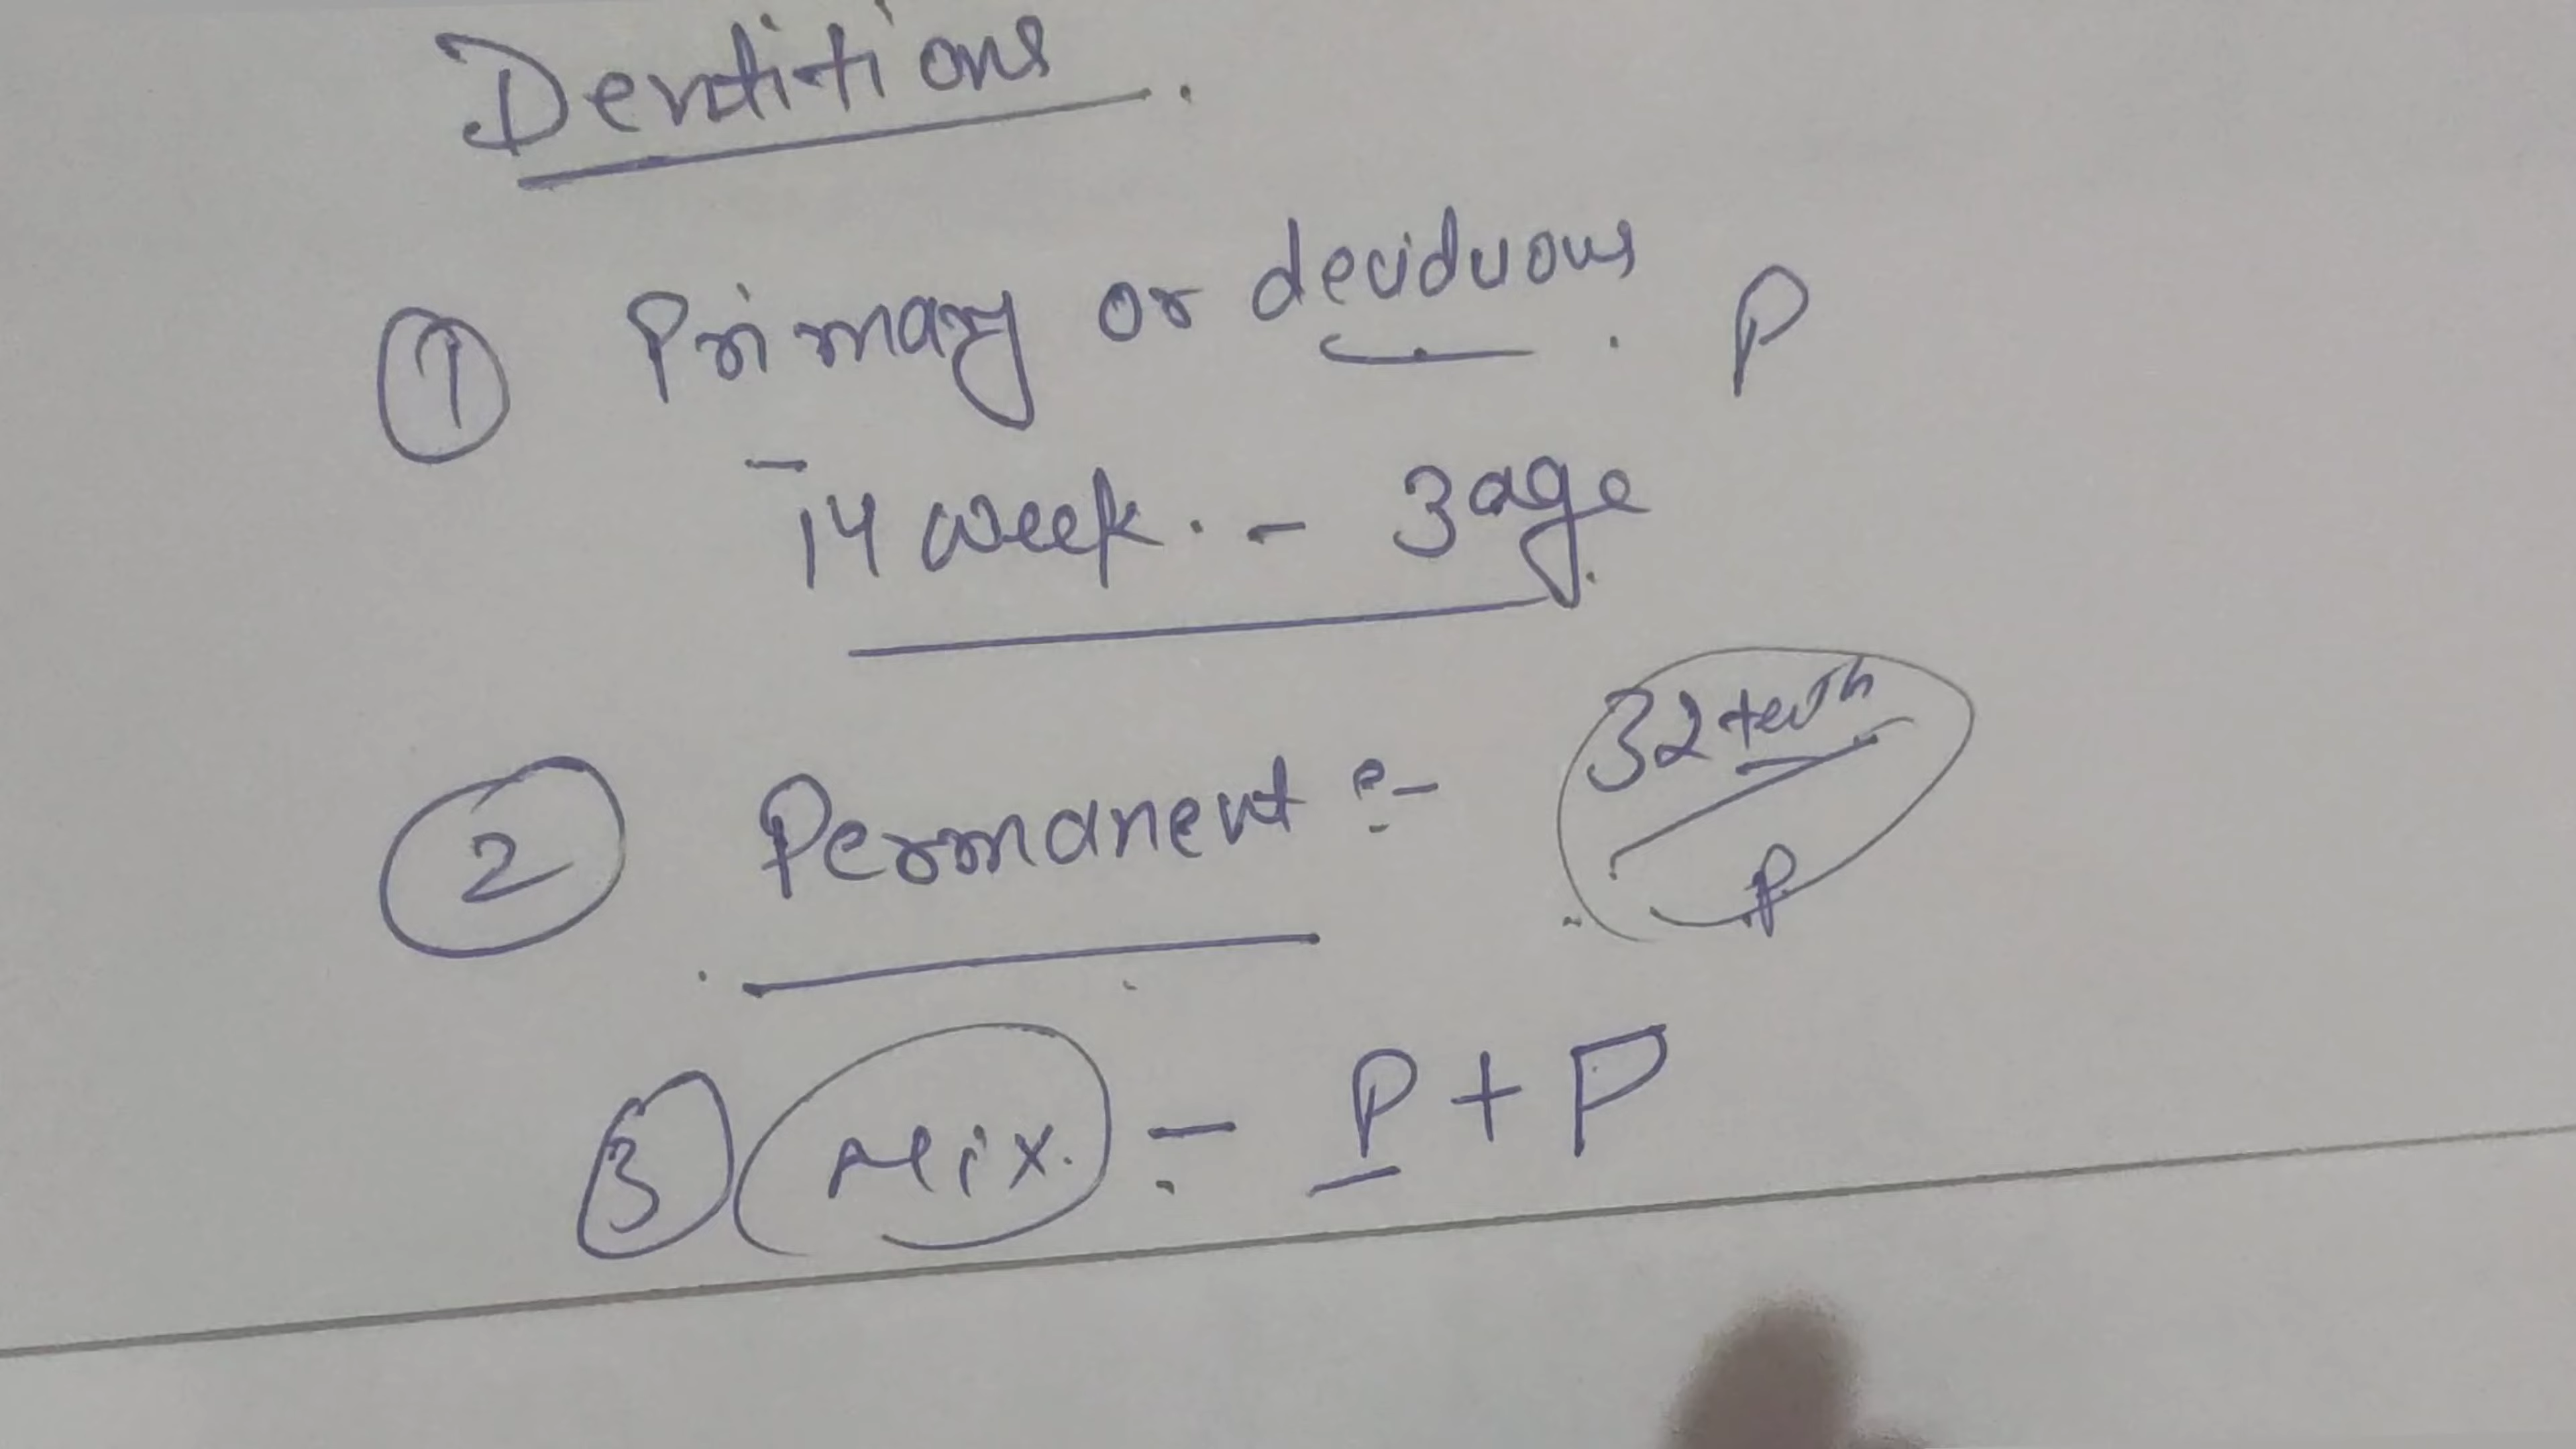 Dentitions.
① Primary or deciduous. P
- 14 week. - 3 age
② Permanent :- 32 teeth
P
③ Mix. :- P + P